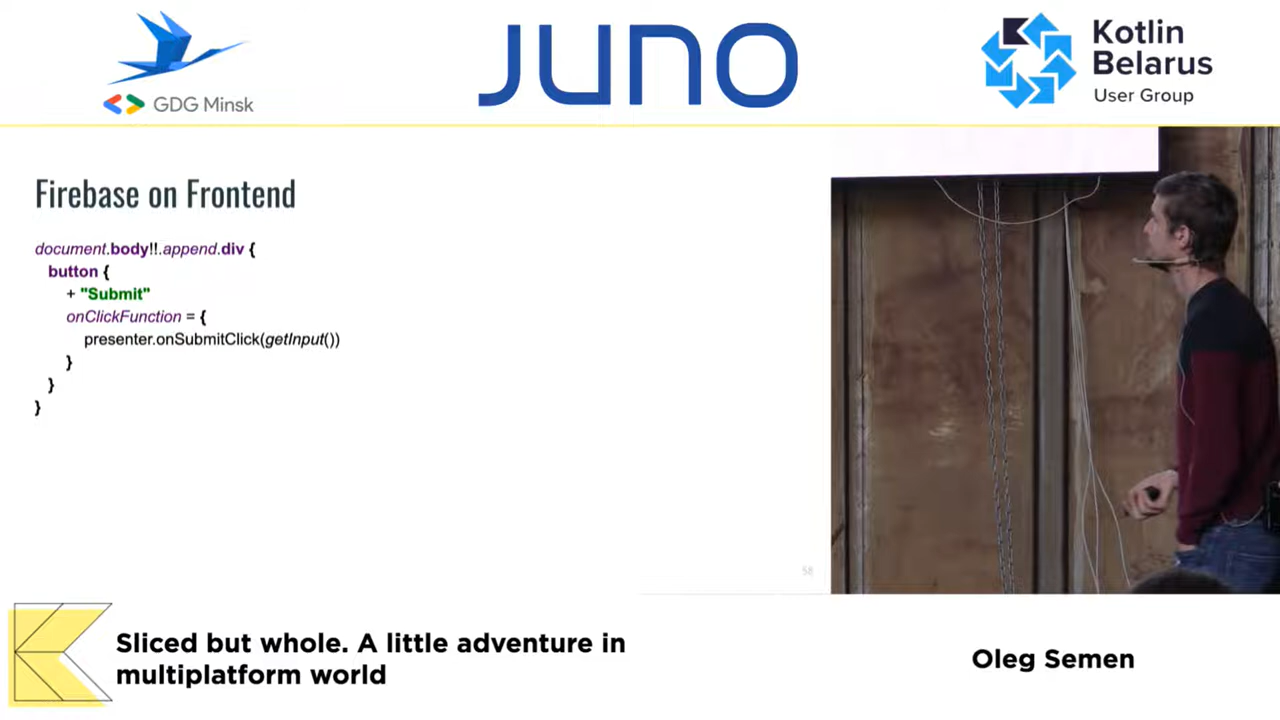 GDG Minsk
JUNO
Kotlin
Belarus
User Group
Firebase on Frontend
document.body!!.append.div {
button {
+ "Submit"
onClickFunction = {
presenter.onSubmitClick(getInput())
}
}
}
58
Sliced but whole. A little adventure in
multiplatform world
Oleg Semen